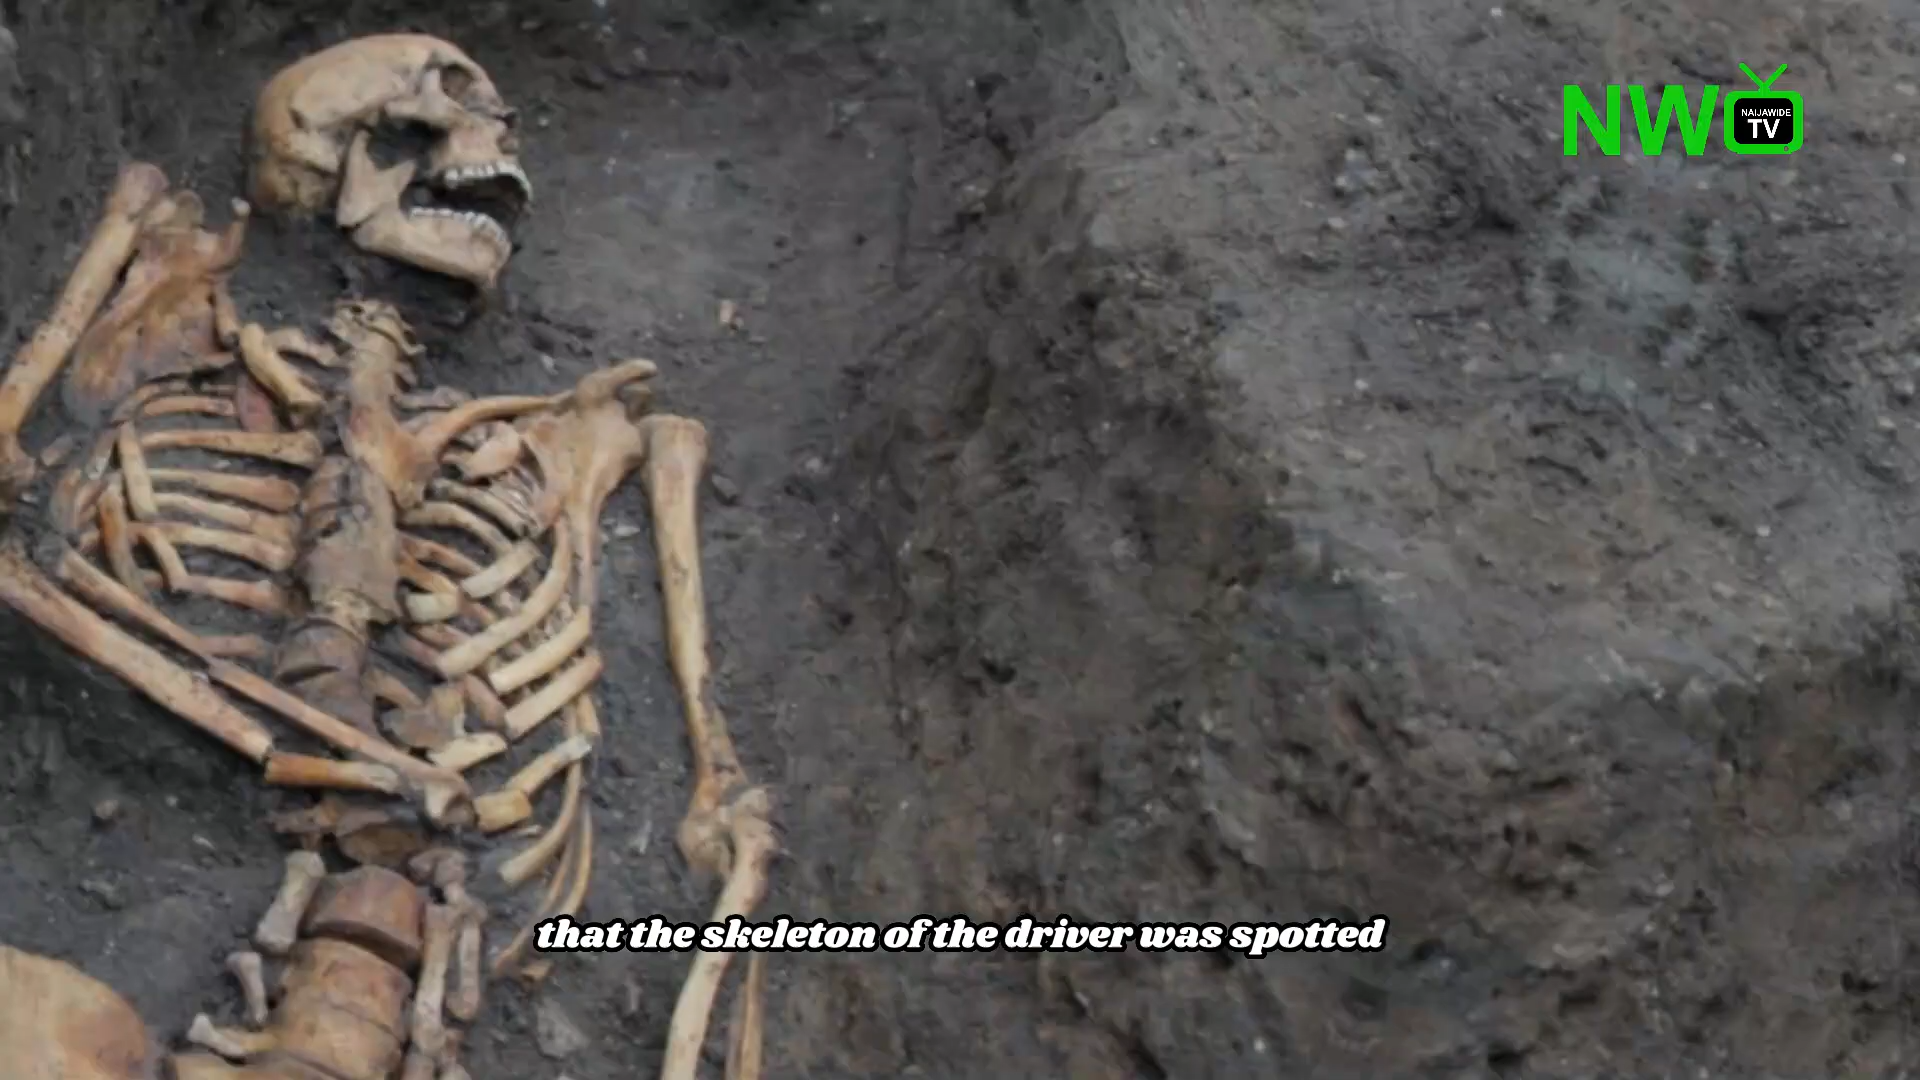 NW
NAIJAWIDE
TV
that the skeleton of the driver was spotted